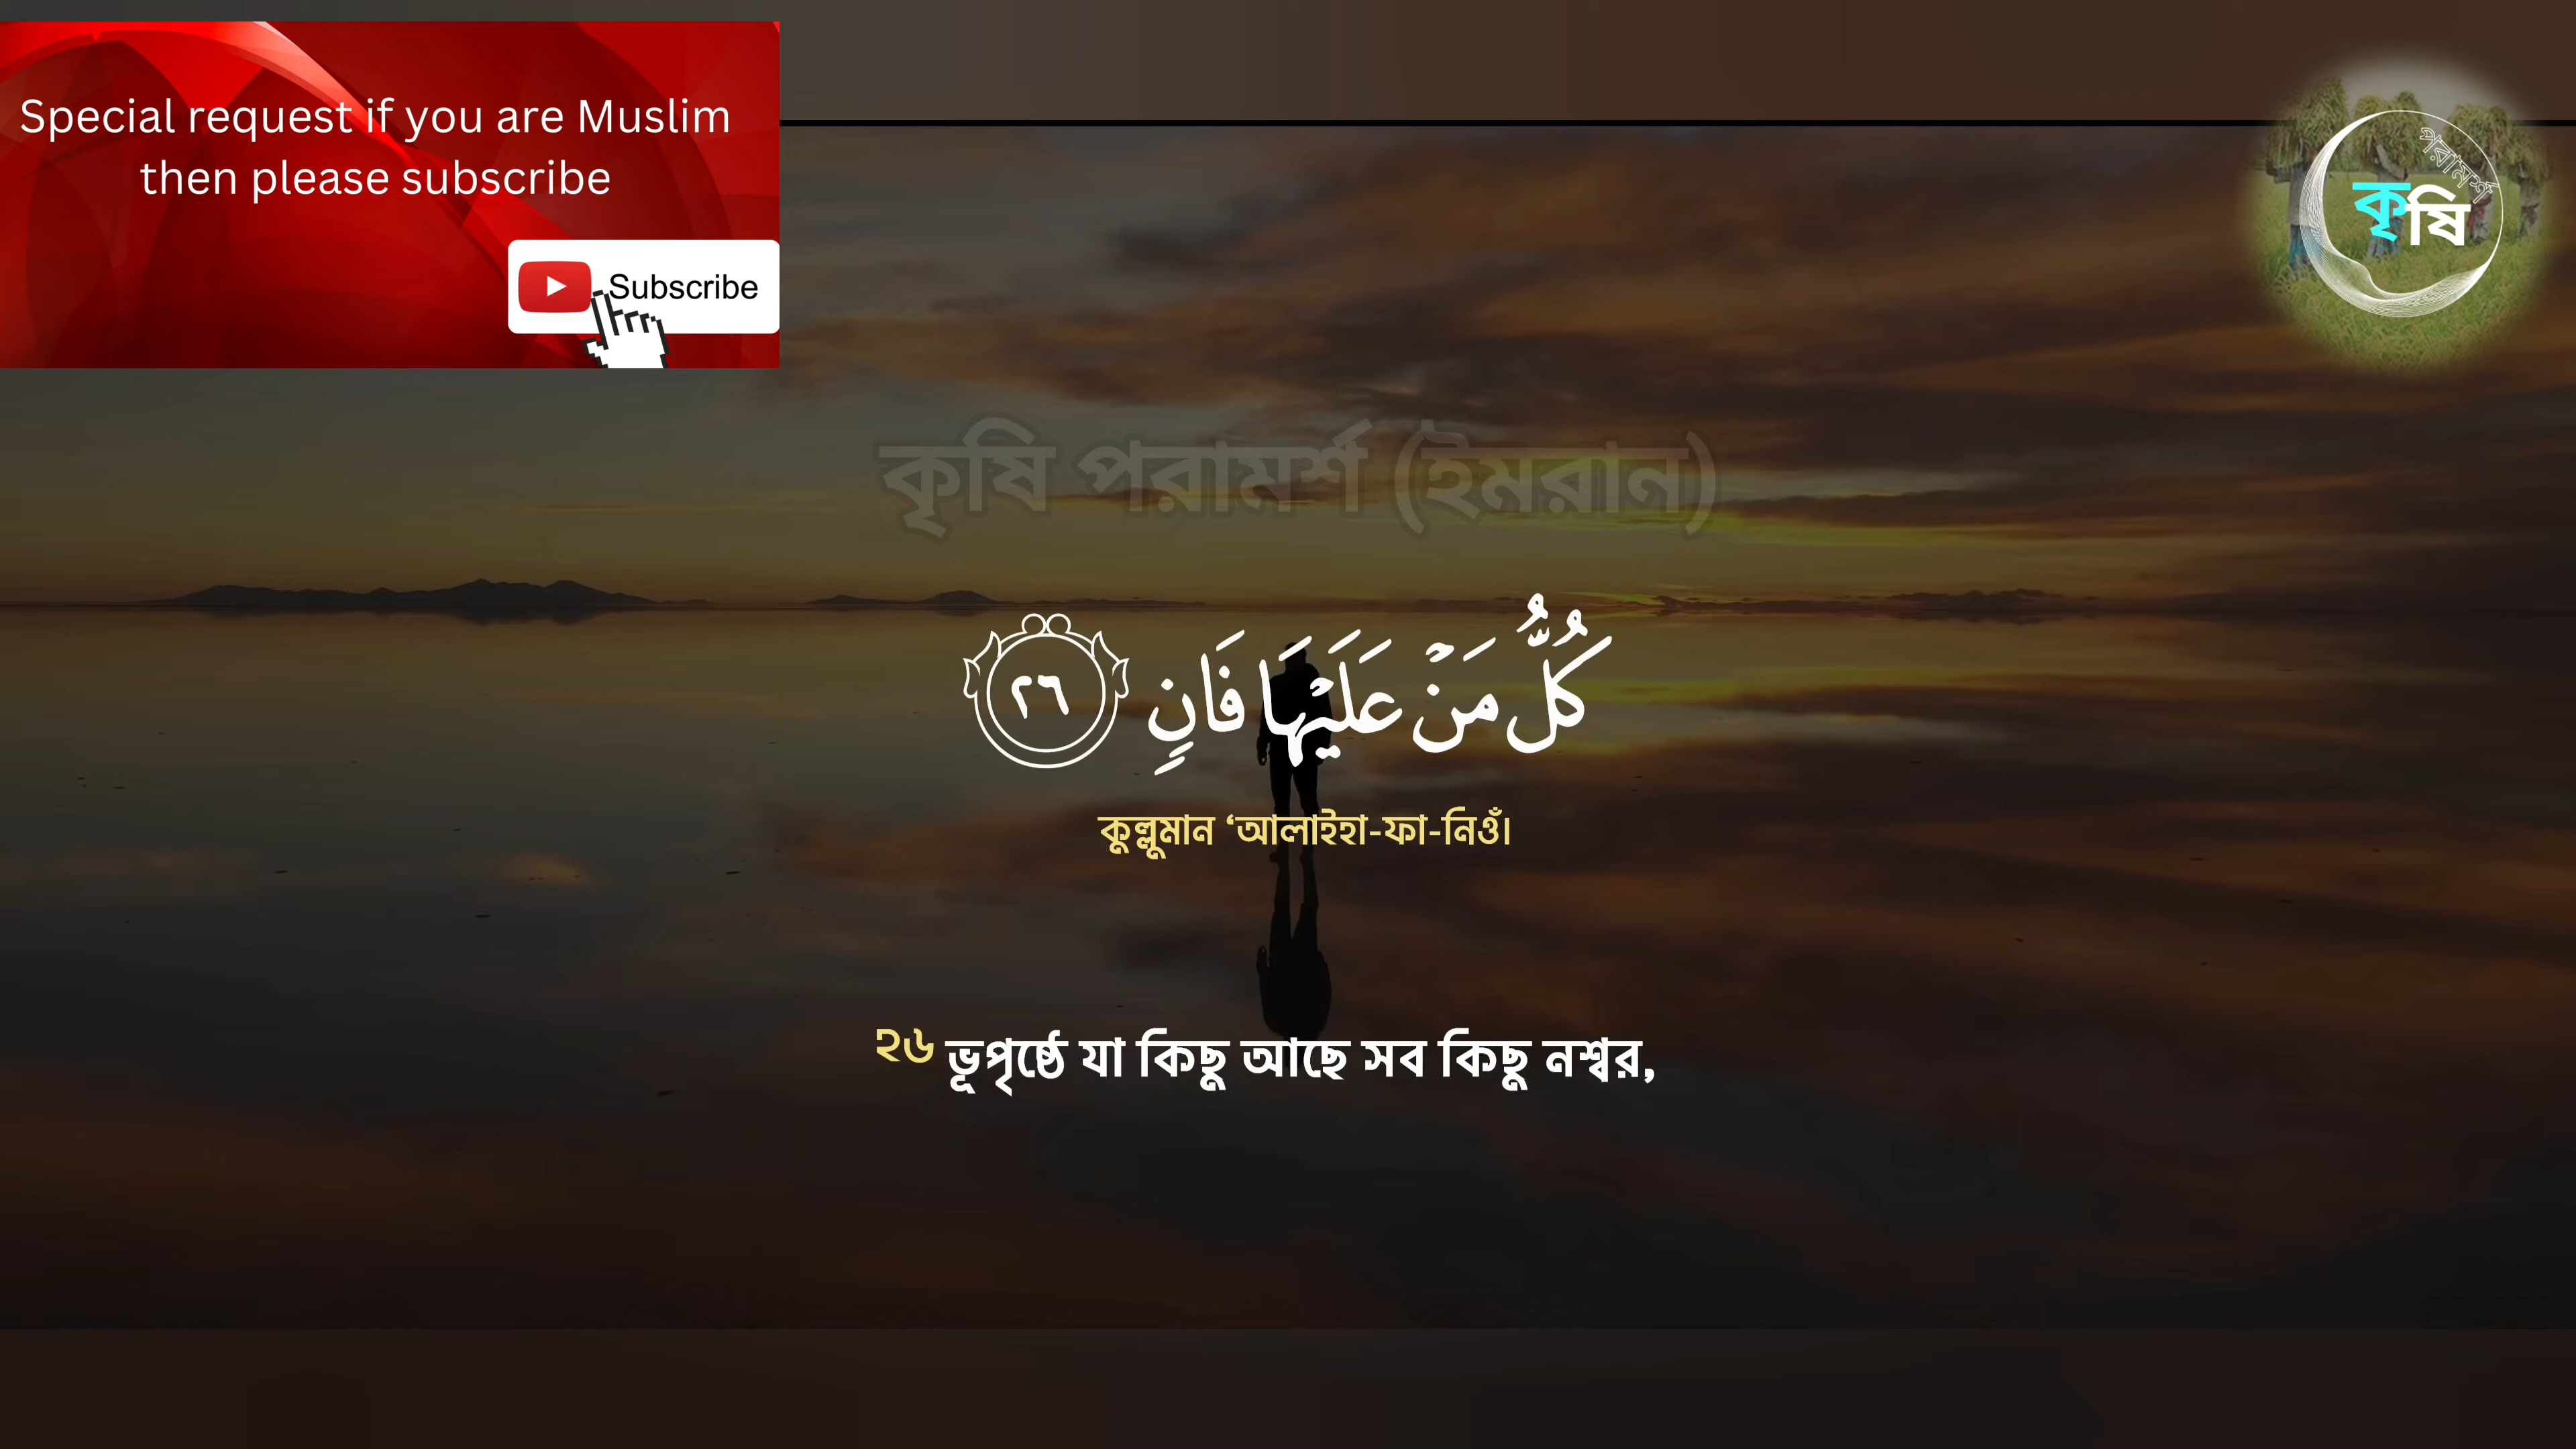 Special request if you are Muslim
then please subscribe
Subscribe
পরামর্শ
কৃষি
কৃষি পরামর্শ (ইমরান)
كُلُّ مَنْ عَلَيْهَا فَانٍ ٢٦
কুল্লুমান ‘আলাইহা-ফা-নিওঁ।
২৬ ভূপৃষ্ঠে যা কিছু আছে সব কিছু নশ্বর,